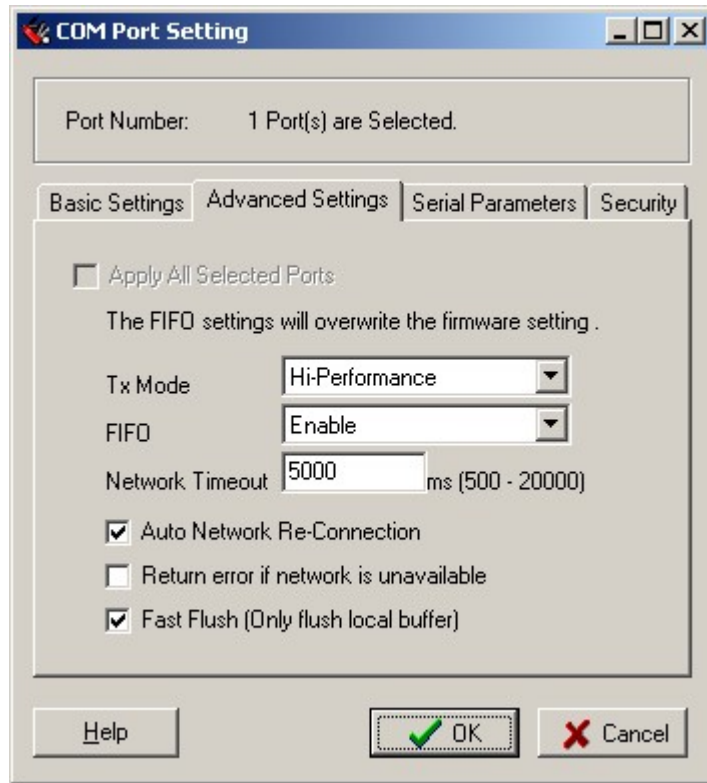 COM Port Setting
Port Number: 1 Port(s) are Selected.
Basic Settings Advanced Settings Serial Parameters Security
Apply All Selected Ports
The FIFO settings will overwrite the firmware setting .
Tx Mode Hi-Performance
FIFO Enable
Network Timeout 5000 ms (500 - 20000)
Auto Network Re-Connection
Return error if network is unavailable
Fast Flush (Only flush local buffer)
Help OK Cancel